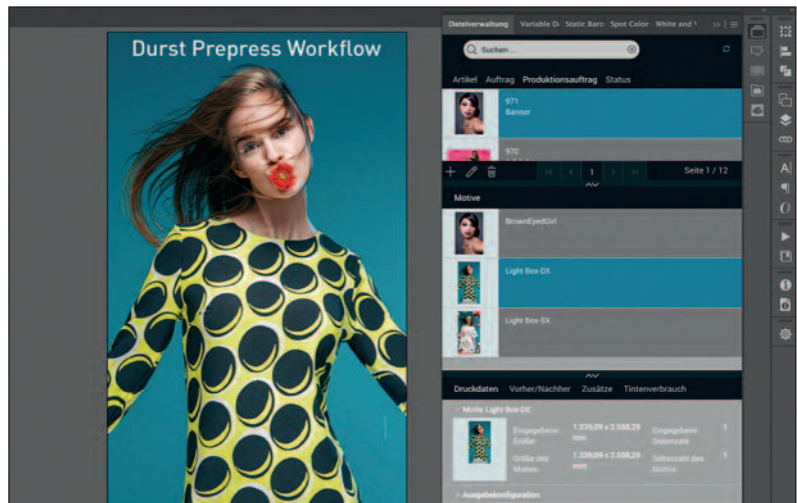 Durst Prepress Workflow
Dateiverwaltung Variable D Static Barc Spot Color White and
Suchen ...
Artikel Auftrag Produktionsauftrag Status
971
Banner
970
1
Seite 1 / 12
Motive
BrownEyedGirl
Light Box-DX
Light Box-SX
Druckdaten Vorher/Nachher Zusätze Tintenverbrauch
Motiv Light Box-DX
Eingegebene Größe: 1.339,09 x 2.558,29 mm Eingegebene Seitenzahl 1
Größe des Motivs: 1.339,09 x 2.558,29 mm Seitenzahl des Motivs 1
Ausgabekonfiguration